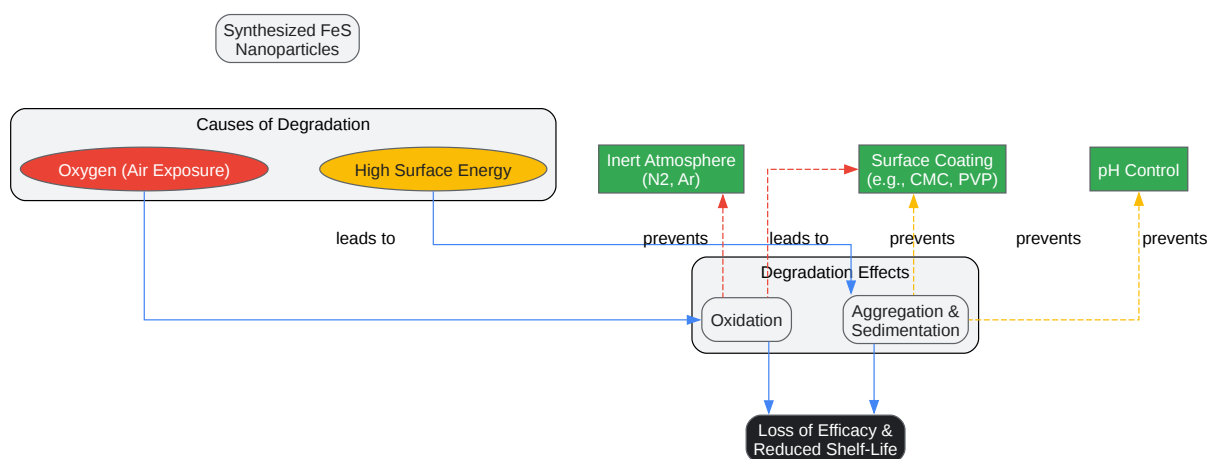 Synthesized FeS
Nanoparticles
Causes of Degradation
Oxygen (Air Exposure)
High Surface Energy
Inert Atmosphere
(N2, Ar)
Surface Coating
(e.g., CMC, PVP)
pH Control
leads to
prevents
leads to
prevents
prevents
prevents
Degradation Effects
Oxidation
Aggregation &
Sedimentation
Loss of Efficacy &
Reduced Shelf-Life